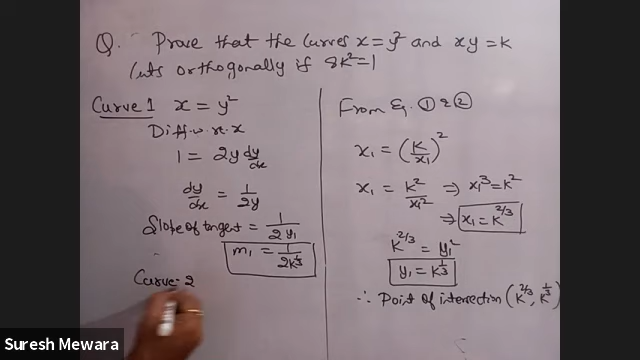 Q. Prove that the curves x = y² and xy = k
Cuts orthogonally if 8k² = 1
Curve 1 x = y²
Diff. w.r.t. x
1 = 2y dy/dx
dy/dx = 1/2y
Slope of tangent = 1/2y₁
m₁ = 1/2k^1/3
Curve-2
From Eq. ① & ②
x₁ = (k/x₁)²
x₁ = k²/x₁² ⇒ x₁³ = k²
⇒ x₁ = k^2/3
k^2/3 = y₁²
y₁ = k^1/3
∴ Point of intersection (k^2/3, k^1/3)
Suresh Mewara